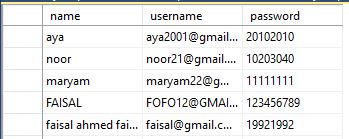 name username password
aya aya2001@gmail.... 20102010
noor noor21@gmail.... 10203040
maryam maryam22@g... 11111111
FAISAL FOFO12@GMAI... 123456789
faisal ahmed fai... faisal@gmail.c... 19921992